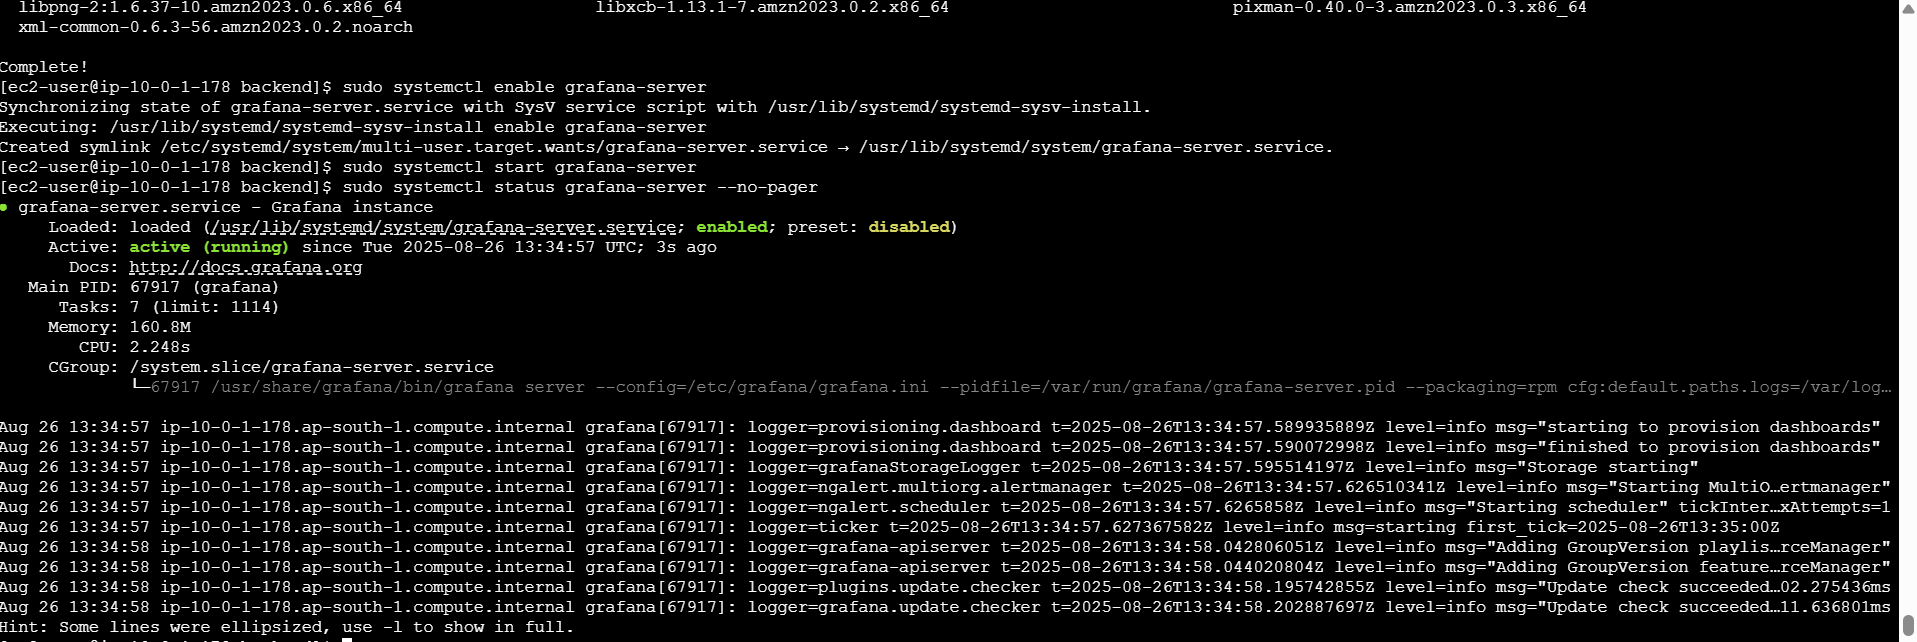 libpng-2:1.6.37-10.amzn2023.0.6.x86_64 libxcb-1.13.1-7.amzn2023.0.2.x86_64 pixman-0.40.0-3.amzn2023.0.3.x86_64
xml-common-0.6.3-56.amzn2023.0.2.noarch
Complete!
[ec2-user@ip-10-0-1-178 backend]$ sudo systemctl enable grafana-server
Synchronizing state of grafana-server.service with SysV service script with /usr/lib/systemd/systemd-sysv-install.
Executing: /usr/lib/systemd/systemd-sysv-install enable grafana-server
Created symlink /etc/systemd/system/multi-user.target.wants/grafana-server.service → /usr/lib/systemd/system/grafana-server.service.
[ec2-user@ip-10-0-1-178 backend]$ sudo systemctl start grafana-server
[ec2-user@ip-10-0-1-178 backend]$ sudo systemctl status grafana-server --no-pager
● grafana-server.service - Grafana instance
Loaded: loaded (/usr/lib/systemd/system/grafana-server.service; enabled; preset: disabled)
Active: active (running) since Tue 2025-08-26 13:34:57 UTC; 3s ago
Docs: http://docs.grafana.org
Main PID: 67917 (grafana)
Tasks: 7 (limit: 1114)
Memory: 160.8M
CPU: 2.248s
CGroup: /system.slice/grafana-server.service
└─67917 /usr/share/grafana/bin/grafana server --config=/etc/grafana/grafana.ini --pidfile=/var/run/grafana/grafana-server.pid --packaging=rpm cfg:default.paths.logs=/var/log…
Aug 26 13:34:57 ip-10-0-1-178.ap-south-1.compute.internal grafana[67917]: logger=provisioning.dashboard t=2025-08-26T13:34:57.589935889Z level=info msg="starting to provision dashboards"
Aug 26 13:34:57 ip-10-0-1-178.ap-south-1.compute.internal grafana[67917]: logger=provisioning.dashboard t=2025-08-26T13:34:57.590072998Z level=info msg="finished to provision dashboards"
Aug 26 13:34:57 ip-10-0-1-178.ap-south-1.compute.internal grafana[67917]: logger=grafanaStorageLogger t=2025-08-26T13:34:57.595514197Z level=info msg="Storage starting"
Aug 26 13:34:57 ip-10-0-1-178.ap-south-1.compute.internal grafana[67917]: logger=ngalert.multiorg.alertmanager t=2025-08-26T13:34:57.626510341Z level=info msg="Starting MultiO…ertmanager"
Aug 26 13:34:57 ip-10-0-1-178.ap-south-1.compute.internal grafana[67917]: logger=ngalert.scheduler t=2025-08-26T13:34:57.6265858Z level=info msg="Starting scheduler" tickInter…xAttempts=1
Aug 26 13:34:57 ip-10-0-1-178.ap-south-1.compute.internal grafana[67917]: logger=ticker t=2025-08-26T13:34:57.627367582Z level=info msg=starting first_tick=2025-08-26T13:35:00Z
Aug 26 13:34:58 ip-10-0-1-178.ap-south-1.compute.internal grafana[67917]: logger=grafana-apiserver t=2025-08-26T13:34:58.042806051Z level=info msg="Adding GroupVersion playlis…rceManager"
Aug 26 13:34:58 ip-10-0-1-178.ap-south-1.compute.internal grafana[67917]: logger=grafana-apiserver t=2025-08-26T13:34:58.044020804Z level=info msg="Adding GroupVersion feature…rceManager"
Aug 26 13:34:58 ip-10-0-1-178.ap-south-1.compute.internal grafana[67917]: logger=plugins.update.checker t=2025-08-26T13:34:58.195742855Z level=info msg="Update check succeeded…02.275436ms
Aug 26 13:34:58 ip-10-0-1-178.ap-south-1.compute.internal grafana[67917]: logger=grafana.update.checker t=2025-08-26T13:34:58.202887697Z level=info msg="Update check succeeded…11.636801ms
Hint: Some lines were ellipsized, use -l to show in full.